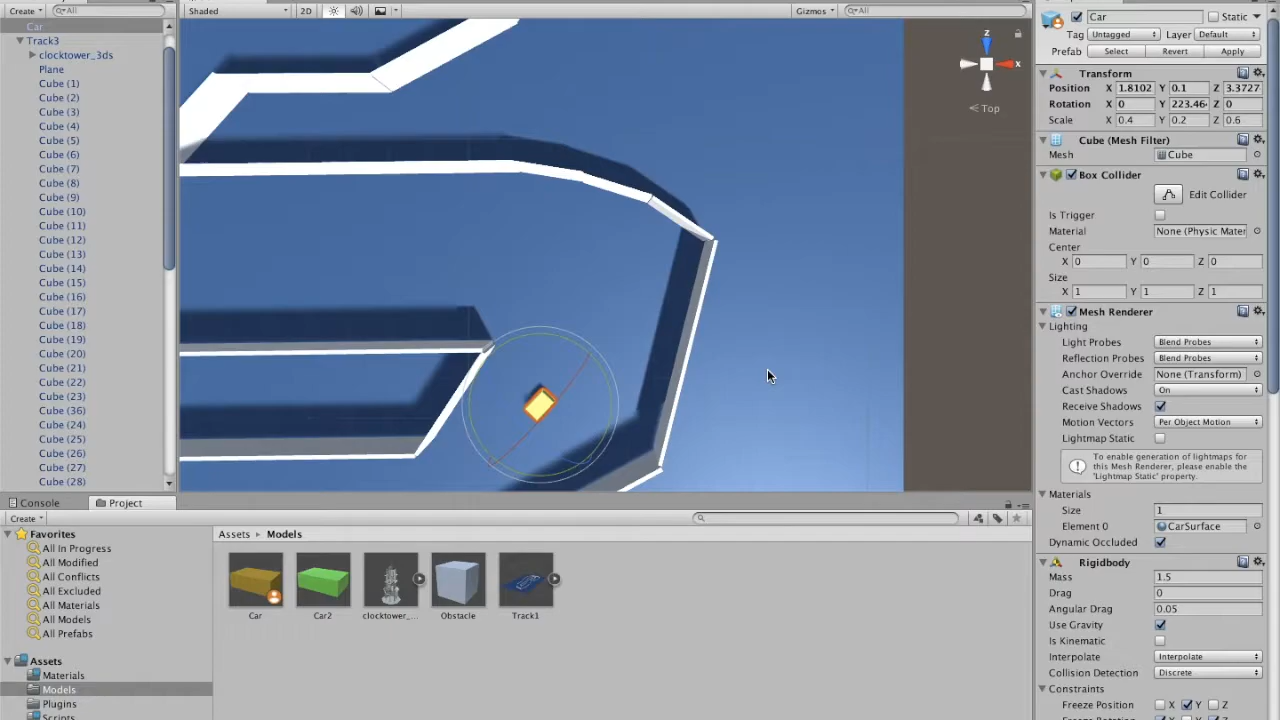 Create
All
Shaded
2D
Gizmos
All
Car
Static
Tag Untagged Layer Default
Prefab Select Revert Apply
Car
Track3
clocktower_3ds
Plane
Cube (1)
Cube (2)
Cube (3)
Cube (4)
Cube (5)
Cube (6)
Cube (7)
Cube (8)
Cube (9)
Cube (10)
Cube (11)
Cube (12)
Cube (13)
Cube (14)
Cube (15)
Cube (16)
Cube (17)
Cube (18)
Cube (19)
Cube (20)
Cube (21)
Cube (22)
Cube (23)
Cube (36)
Cube (24)
Cube (25)
Cube (26)
Cube (27)
Cube (28)
z
x
Top
Transform
Position X 1.8102 Y 0.1 Z 3.3727
Rotation X 0 Y 223.46 Z 0
Scale X 0.4 Y 0.2 Z 0.6
Cube (Mesh Filter)
Mesh Cube
Box Collider
Edit Collider
Is Trigger
Material None (Physic Mater
Center
X 0 Y 0 Z 0
Size
X 1 Y 1 Z 1
Mesh Renderer
Lighting
Light Probes Blend Probes
Reflection Probes Blend Probes
Anchor Override None (Transform)
Cast Shadows On
Receive Shadows
Motion Vectors Per Object Motion
Lightmap Static
To enable generation of lightmaps for
this Mesh Renderer, please enable the
'Lightmap Static' property.
Materials
Size 1
Element 0 CarSurface
Dynamic Occluded
Rigidbody
Mass 1.5
Drag 0
Angular Drag 0.05
Use Gravity
Is Kinematic
Interpolate Interpolate
Collision Detection Discrete
Constraints
Freeze Position X Y Z
Console Project
Create
Favorites
All In Progress
All Modified
All Conflicts
All Excluded
All Materials
All Models
All Prefabs
Assets
Materials
Models
Plugins
Scripts
Assets Models
Car
Car2
clocktower_...
Obstacle
Track1